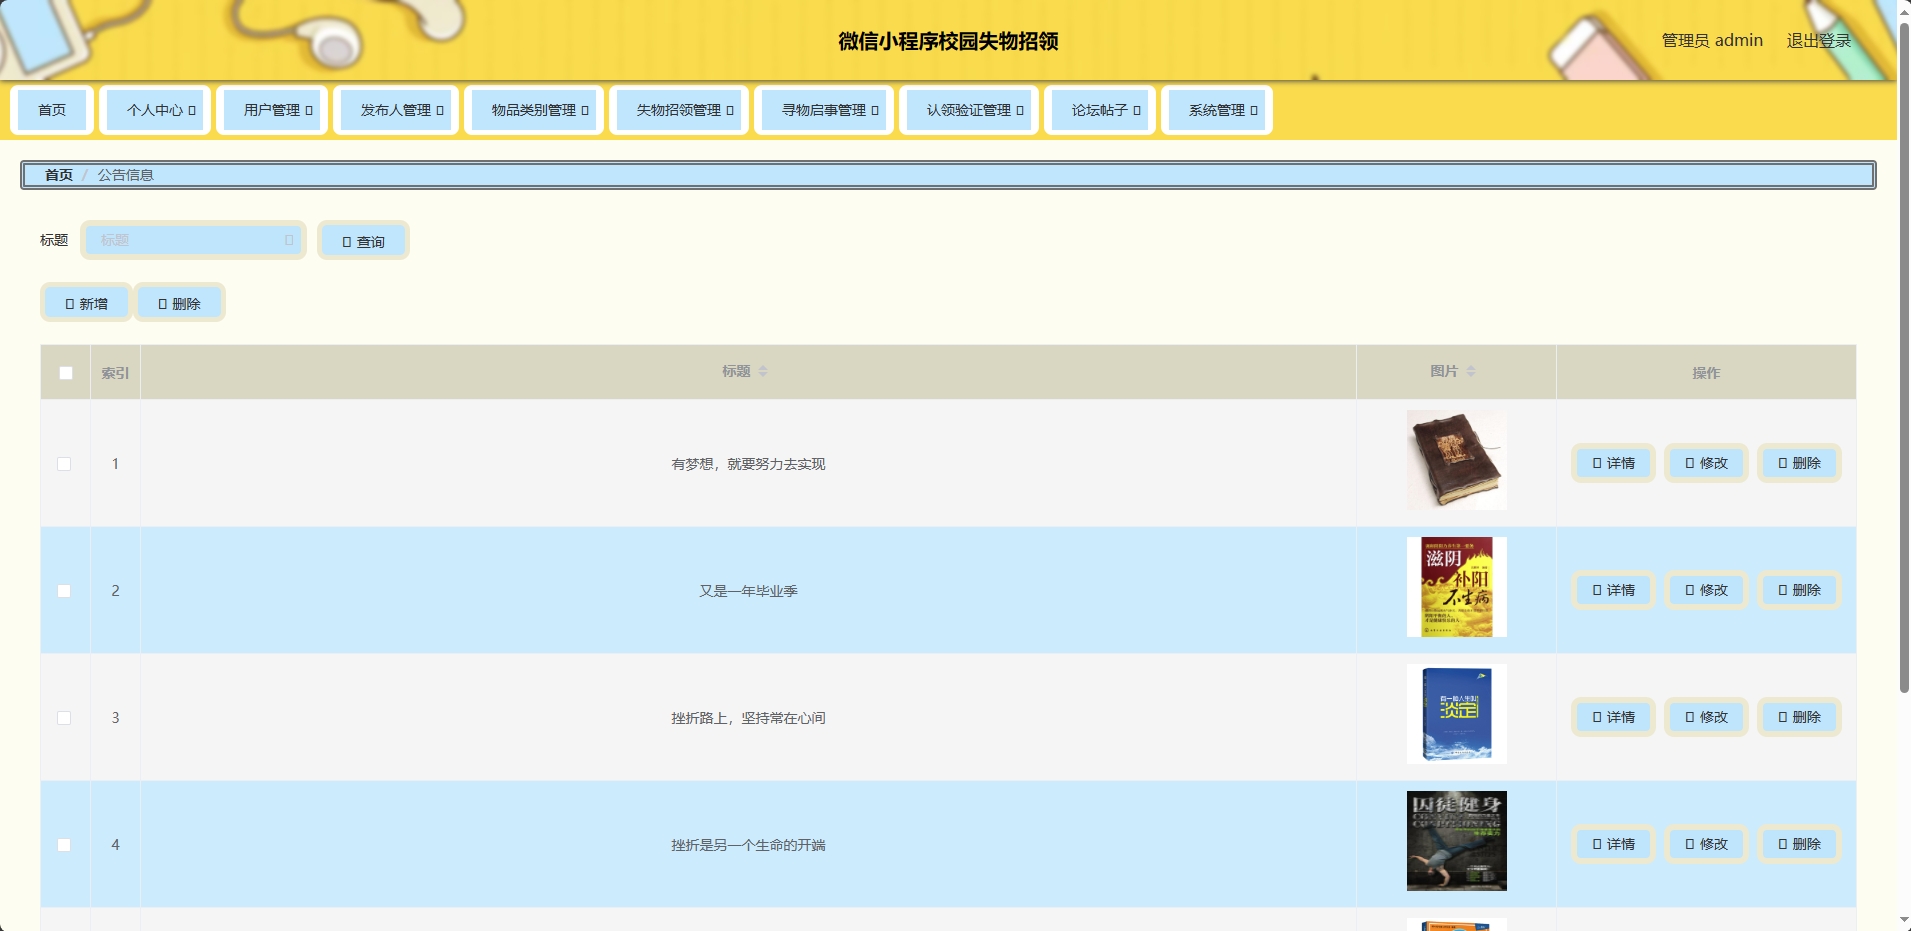 微信小程序校园失物招领
管理员 admin 退出登录
首页 个人中心 用户管理 发布人管理 物品类别管理 失物招领管理 寻物启事管理 认领验证管理 论坛帖子 系统管理
首页 / 公告信息
标题 标题 查询
新增 删除
索引 标题 图片 操作
1 有梦想，就要努力去实现 详情 修改 删除
滋阴
补阳
不生病
2 又是一年毕业季 详情 修改 删除
有一种人生叫
淡定
3 挫折路上，坚持常在心间 详情 修改 删除
囚徒健身
4 挫折是另一个生命的开端 详情 修改 删除